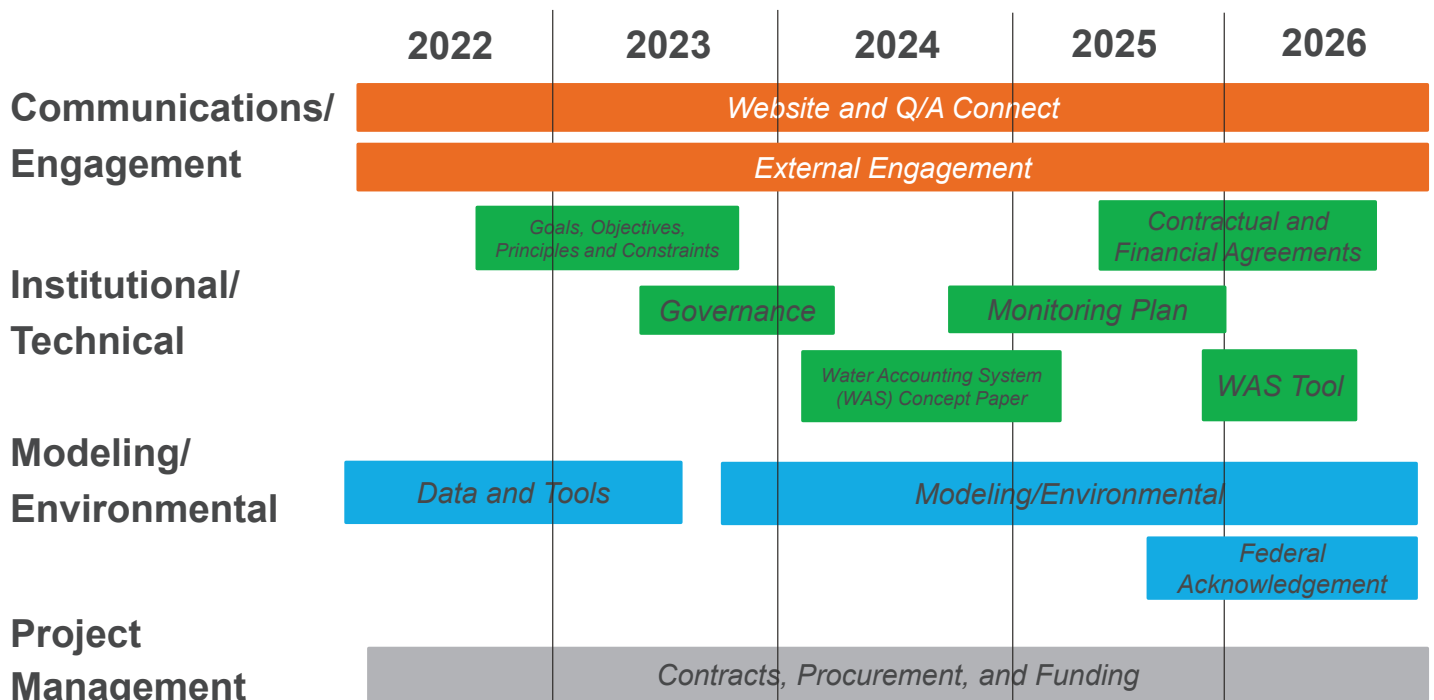 2022 2023 2024 2025 2026
Communications/
Engagement
Website and Q/A Connect
External Engagement
Institutional/
Technical
Goals, Objectives,
Principles and Constraints
Contractual and
Financial Agreements
Governance
Monitoring Plan
Water Accounting System
(WAS) Concept Paper
WAS Tool
Modeling/
Environmental
Data and Tools
Modeling/Environmental
Federal
Acknowledgement
Project
Management
Contracts, Procurement, and Funding